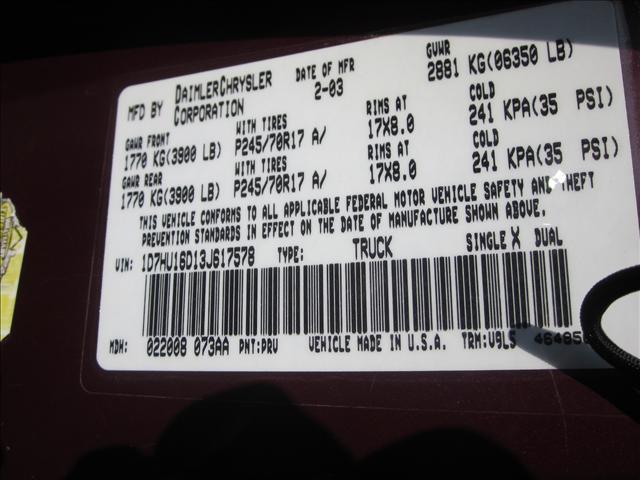 MFD BY DAIMLERCHRYSLER CORPORATION DATE OF MFR 2-03 GVWR 2881 KG(06350 LB)
GAWR FRONT WITH TIRES RIMS AT COLD
1770 KG(3900 LB) P245/70R17 A/ 17X8.0 241 KPA(35 PSI)
GAWR REAR WITH TIRES RIMS AT COLD
1770 KG(3900 LB) P245/70R17 A/ 17X8.0 241 KPA(35 PSI)
THIS VEHICLE CONFORMS TO ALL APPLICABLE FEDERAL MOTOR VEHICLE SAFETY AND THEFT
PREVENTION STANDARDS IN EFFECT ON THE DATE OF MANUFACTURE SHOWN ABOVE.
VIN: 1D7HU16D13J617578 TYPE: TRUCK SINGLE X DUAL
MDH: 022008 073AA PNT:PRV VEHICLE MADE IN U.S.A. TRM:V9L5